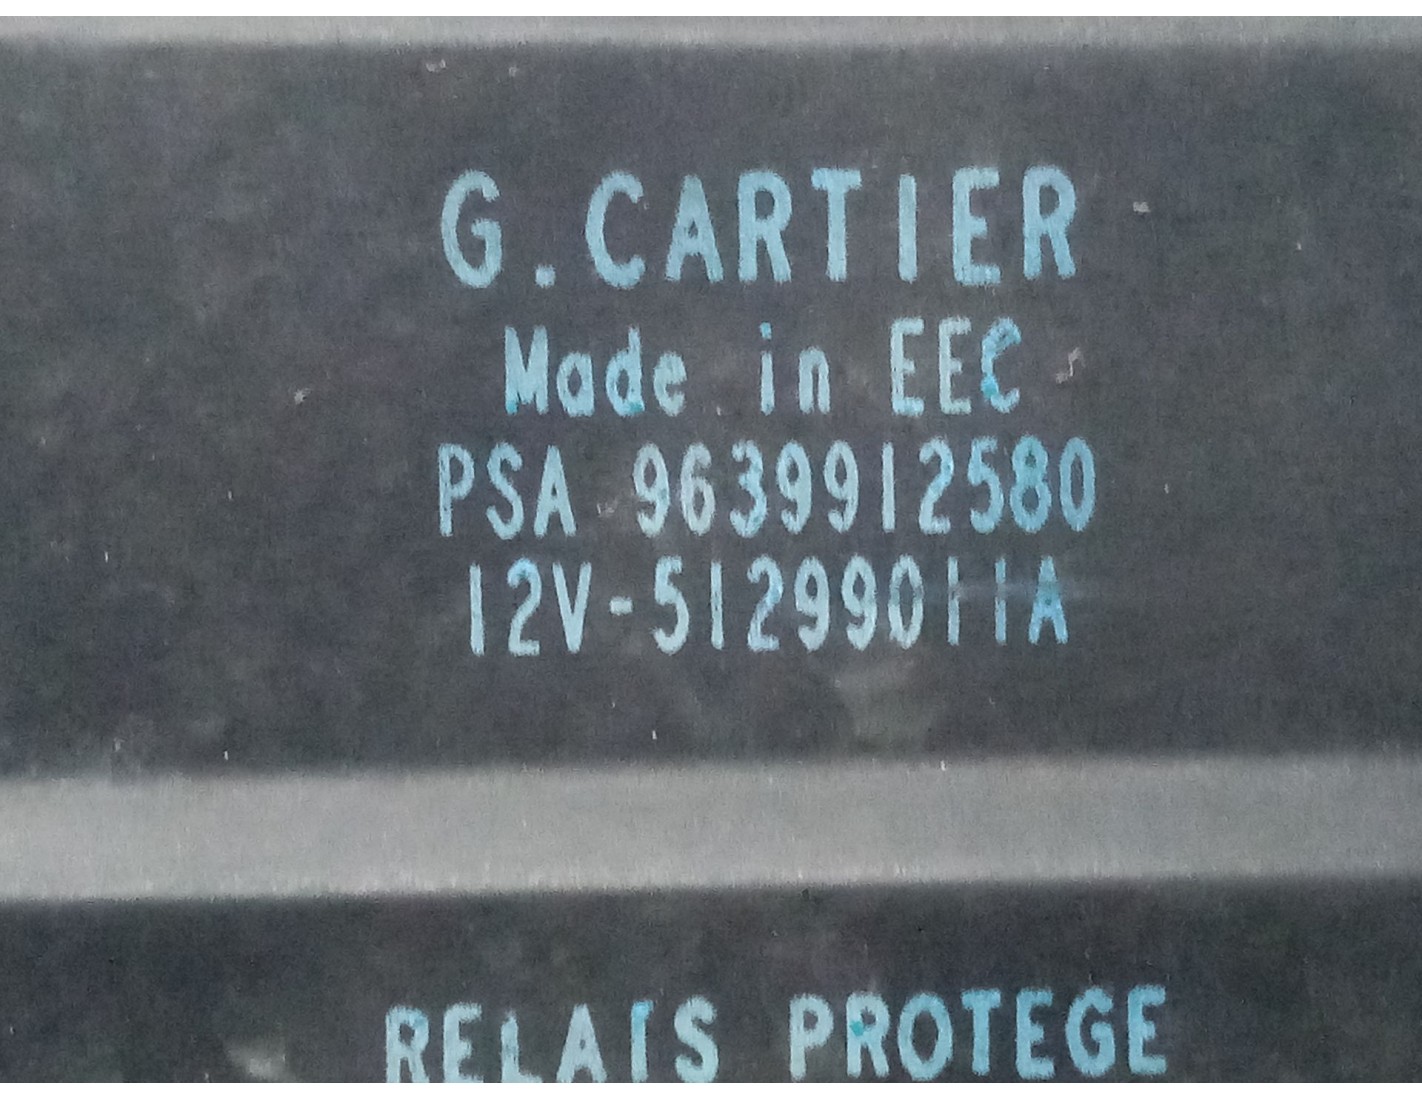 G.CARTIER
Made in EEC
PSA 9639912580
12V-51299011A
RELAIS PROTEGE